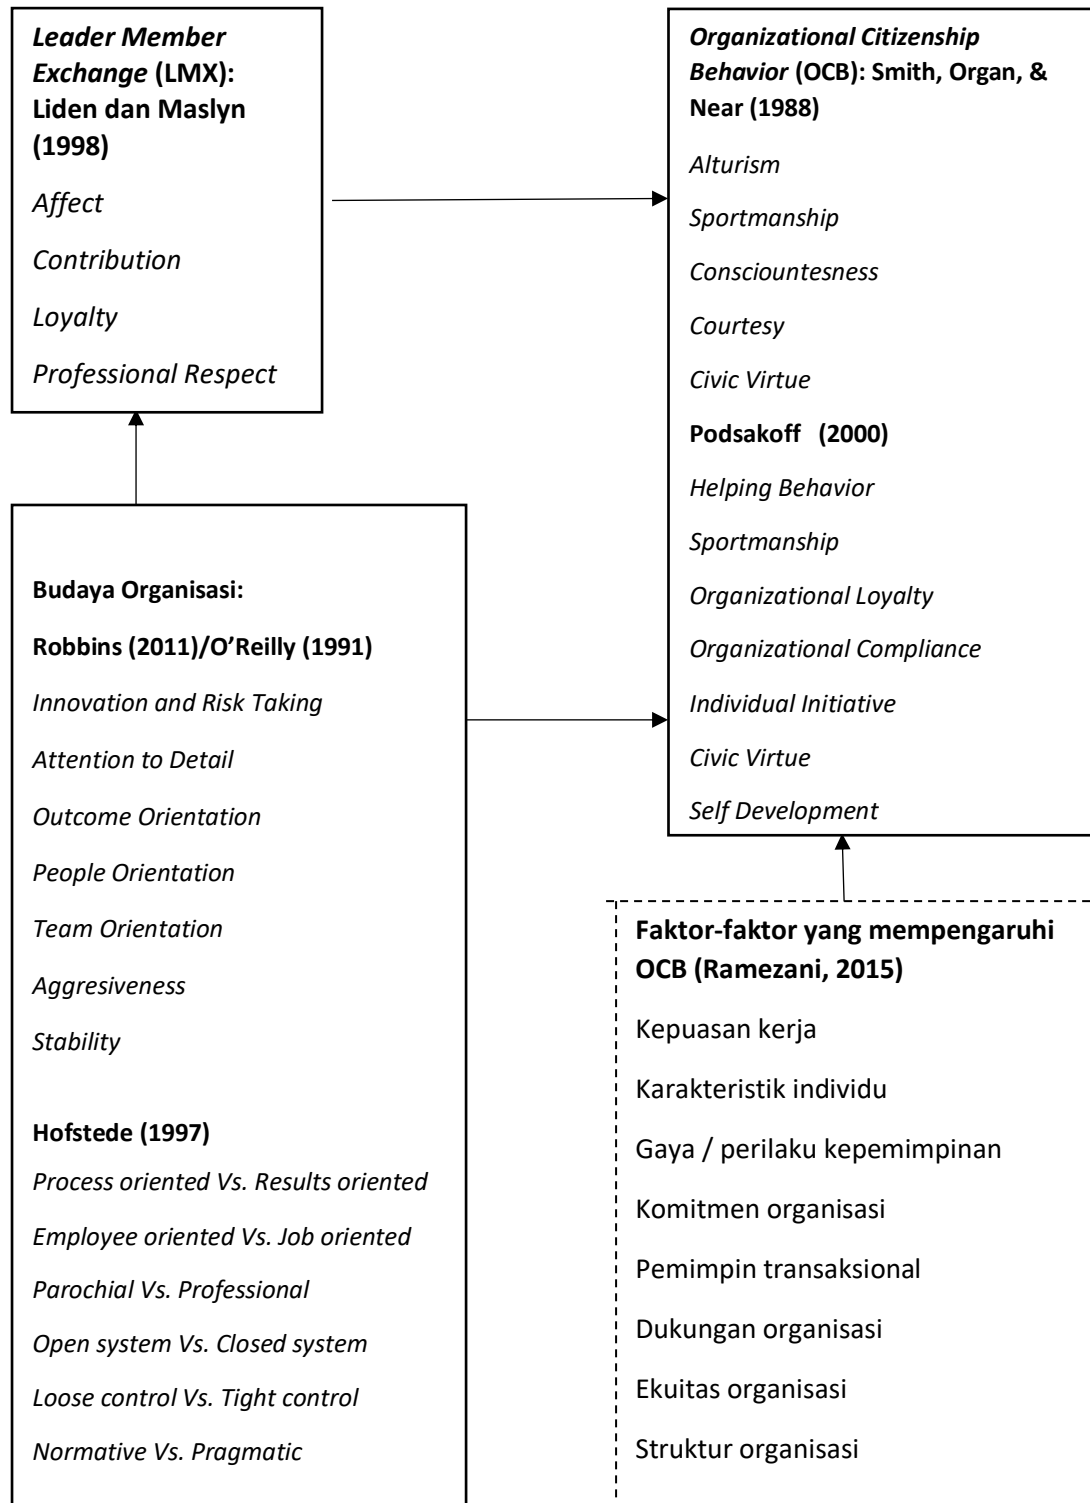 Leader Member
Exchange (LMX):
Liden dan Maslyn
(1998)
Affect
Contribution
Loyalty
Professional Respect
Organizational Citizenship
Behavior (OCB): Smith, Organ, &
Near (1988)
Alturism
Sportmanship
Consciountesness
Courtesy
Civic Virtue
Podsakoff (2000)
Helping Behavior
Sportmanship
Organizational Loyalty
Organizational Compliance
Individual Initiative
Civic Virtue
Self Development
Budaya Organisasi:
Robbins (2011)/O’Reilly (1991)
Innovation and Risk Taking
Attention to Detail
Outcome Orientation
People Orientation
Team Orientation
Aggresiveness
Stability
Hofstede (1997)
Process oriented Vs. Results oriented
Employee oriented Vs. Job oriented
Parochial Vs. Professional
Open system Vs. Closed system
Loose control Vs. Tight control
Normative Vs. Pragmatic
Faktor-faktor yang mempengaruhi
OCB (Ramezani, 2015)
Kepuasan kerja
Karakteristik individu
Gaya / perilaku kepemimpinan
Komitmen organisasi
Pemimpin transaksional
Dukungan organisasi
Ekuitas organisasi
Struktur organisasi